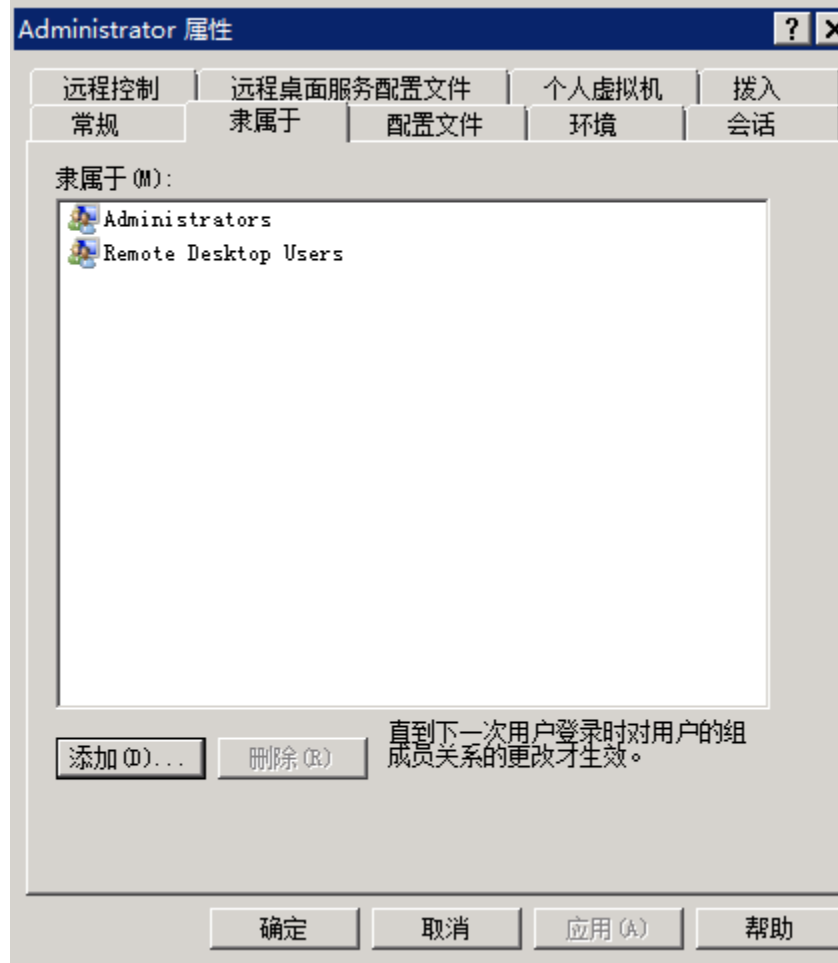 Administrator 属性
远程控制 远程桌面服务配置文件 个人虚拟机 拨入
常规 隶属于 配置文件 环境 会话
隶属于(M):
Administrators
Remote Desktop Users
添加(D)... 删除(R) 直到下一次用户登录时对用户的组
成员关系的更改才生效。
确定 取消 应用(A) 帮助